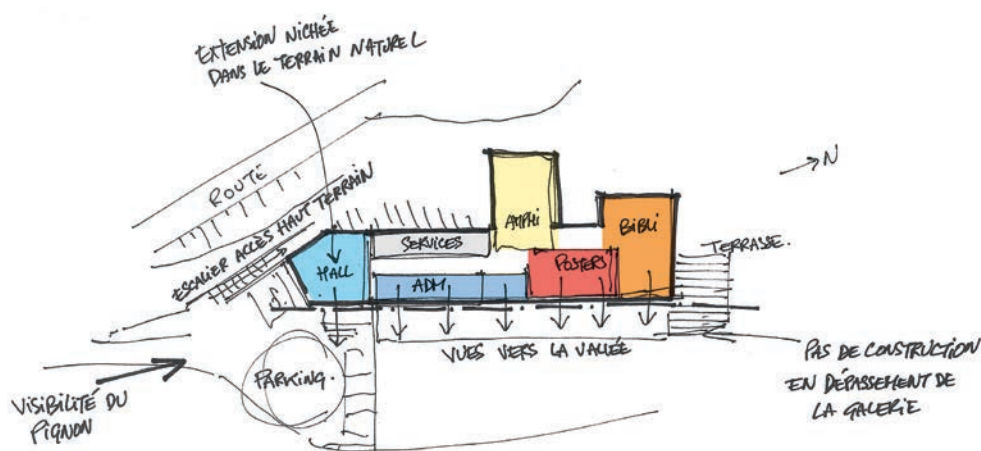 EXTENSION NICHÉE
DANS LE TERRAIN NATUREL
N
ROUTE
ESCALIER ACCÈS HAUT TERRAIN
AMPHI
BIBLI
SERVICES
POSTERS
HALL
ADM
TERRASSE.
VUES VERS LA VALLÉE
PARKING.
VISIBILITÉ DU
PIGNON
PAS DE CONSTRUCTION
EN DÉPASSEMENT DE
LA GALERIE